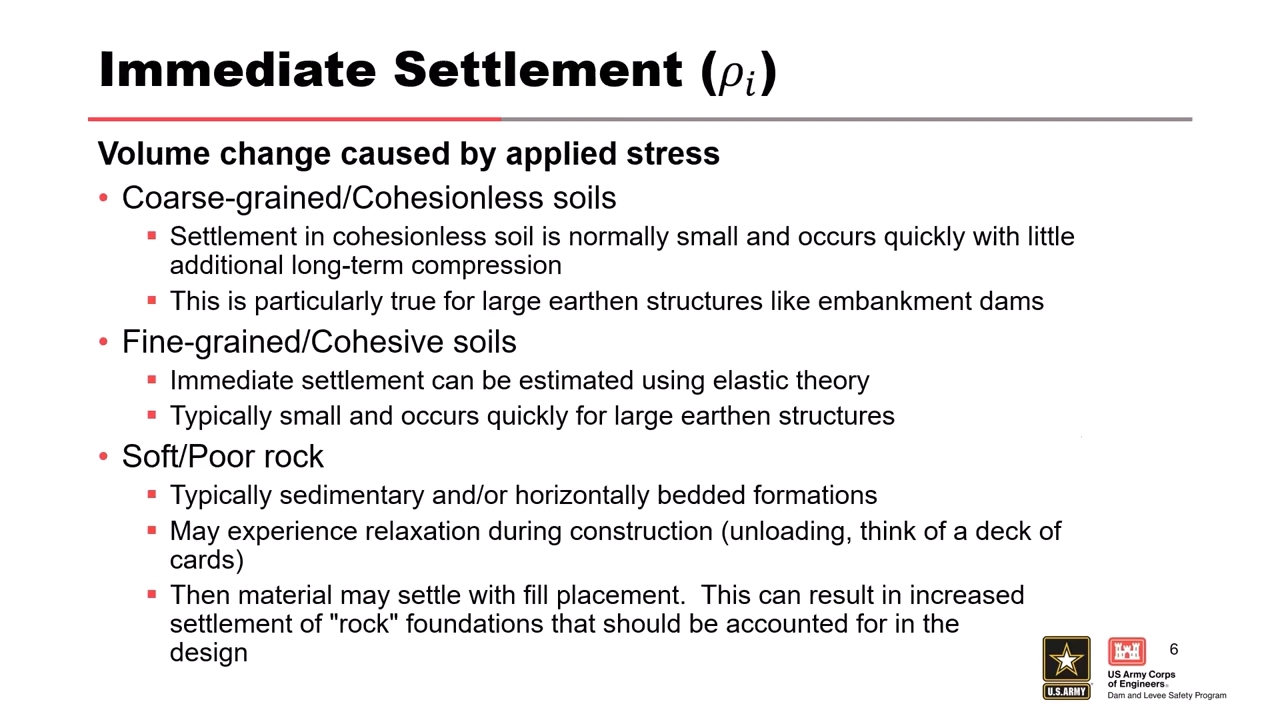 Immediate Settlement (𝜌𝑖)
Volume change caused by applied stress
• Coarse-grained/Cohesionless soils
▪ Settlement in cohesionless soil is normally small and occurs quickly with little
additional long-term compression
▪ This is particularly true for large earthen structures like embankment dams
• Fine-grained/Cohesive soils
▪ Immediate settlement can be estimated using elastic theory
▪ Typically small and occurs quickly for large earthen structures
• Soft/Poor rock
▪ Typically sedimentary and/or horizontally bedded formations
▪ May experience relaxation during construction (unloading, think of a deck of
cards)
▪ Then material may settle with fill placement.  This can result in increased
settlement of "rock" foundations that should be accounted for in the
design
U.S.ARMY
US Army Corps
of Engineers®
Dam and Levee Safety Program
6